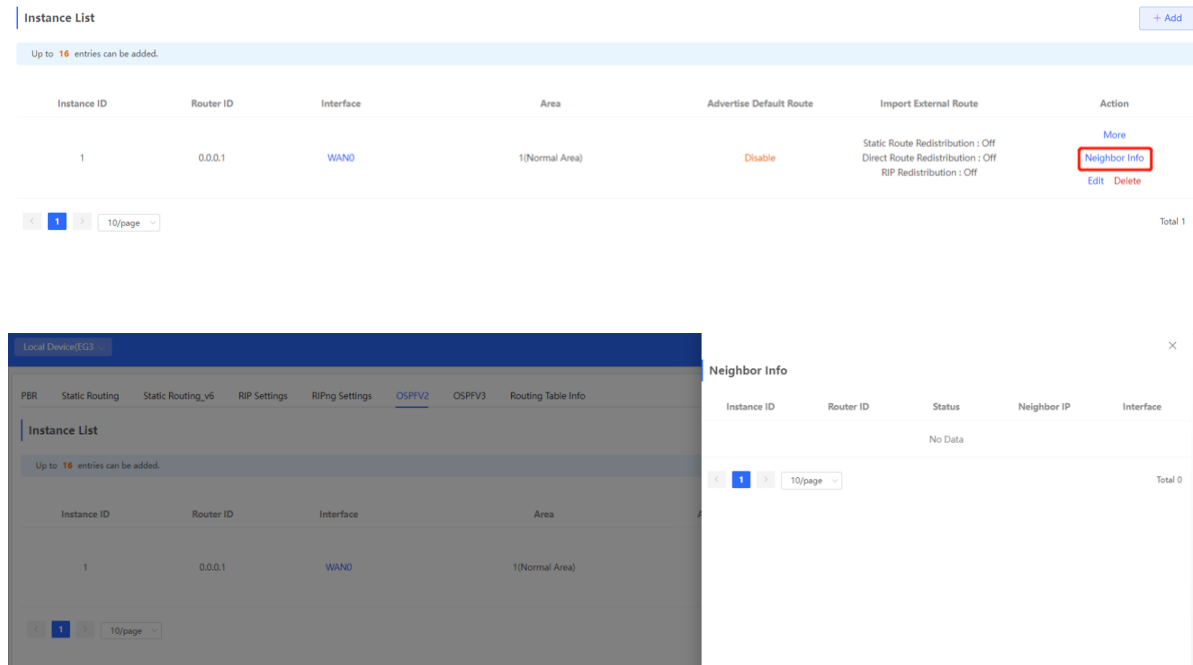 Instance List
+ Add
Up to 16 entries can be added.
Instance ID Router ID Interface Area Advertise Default Route Import External Route Action
More
Static Route Redistribution : Off
1 0.0.0.1 WAN0 1(Normal Area) Disable Direct Route Redistribution : Off Neighbor Info
RIP Redistribution : Off
Edit Delete
< 1 > 10/page Total 1
Local Device(EG3
Neighbor Info
PBR Static Routing Static Routing_v6 RIP Settings RIPng Settings OSPFV2 OSPFV3 Routing Table Info
Instance ID Router ID Status Neighbor IP Interface
Instance List
No Data
Up to 16 entries can be added.
< 1 > 10/page Total 0
Instance ID Router ID Interface Area A
1 0.0.0.1 WAN0 1(Normal Area)
< 1 > 10/page